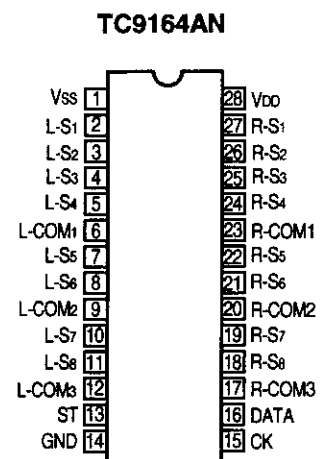 TC9164AN
Vss 1 28 VDD
L-S1 2 27 R-S1
L-S2 3 26 R-S2
L-S3 4 25 R-S3
L-S4 5 24 R-S4
L-COM1 6 23 R-COM1
L-S5 7 22 R-S5
L-S6 8 21 R-S6
L-COM2 9 20 R-COM2
L-S7 10 19 R-S7
L-S8 11 18 R-S8
L-COM3 12 17 R-COM3
ST 13 16 DATA
GND 14 15 CK